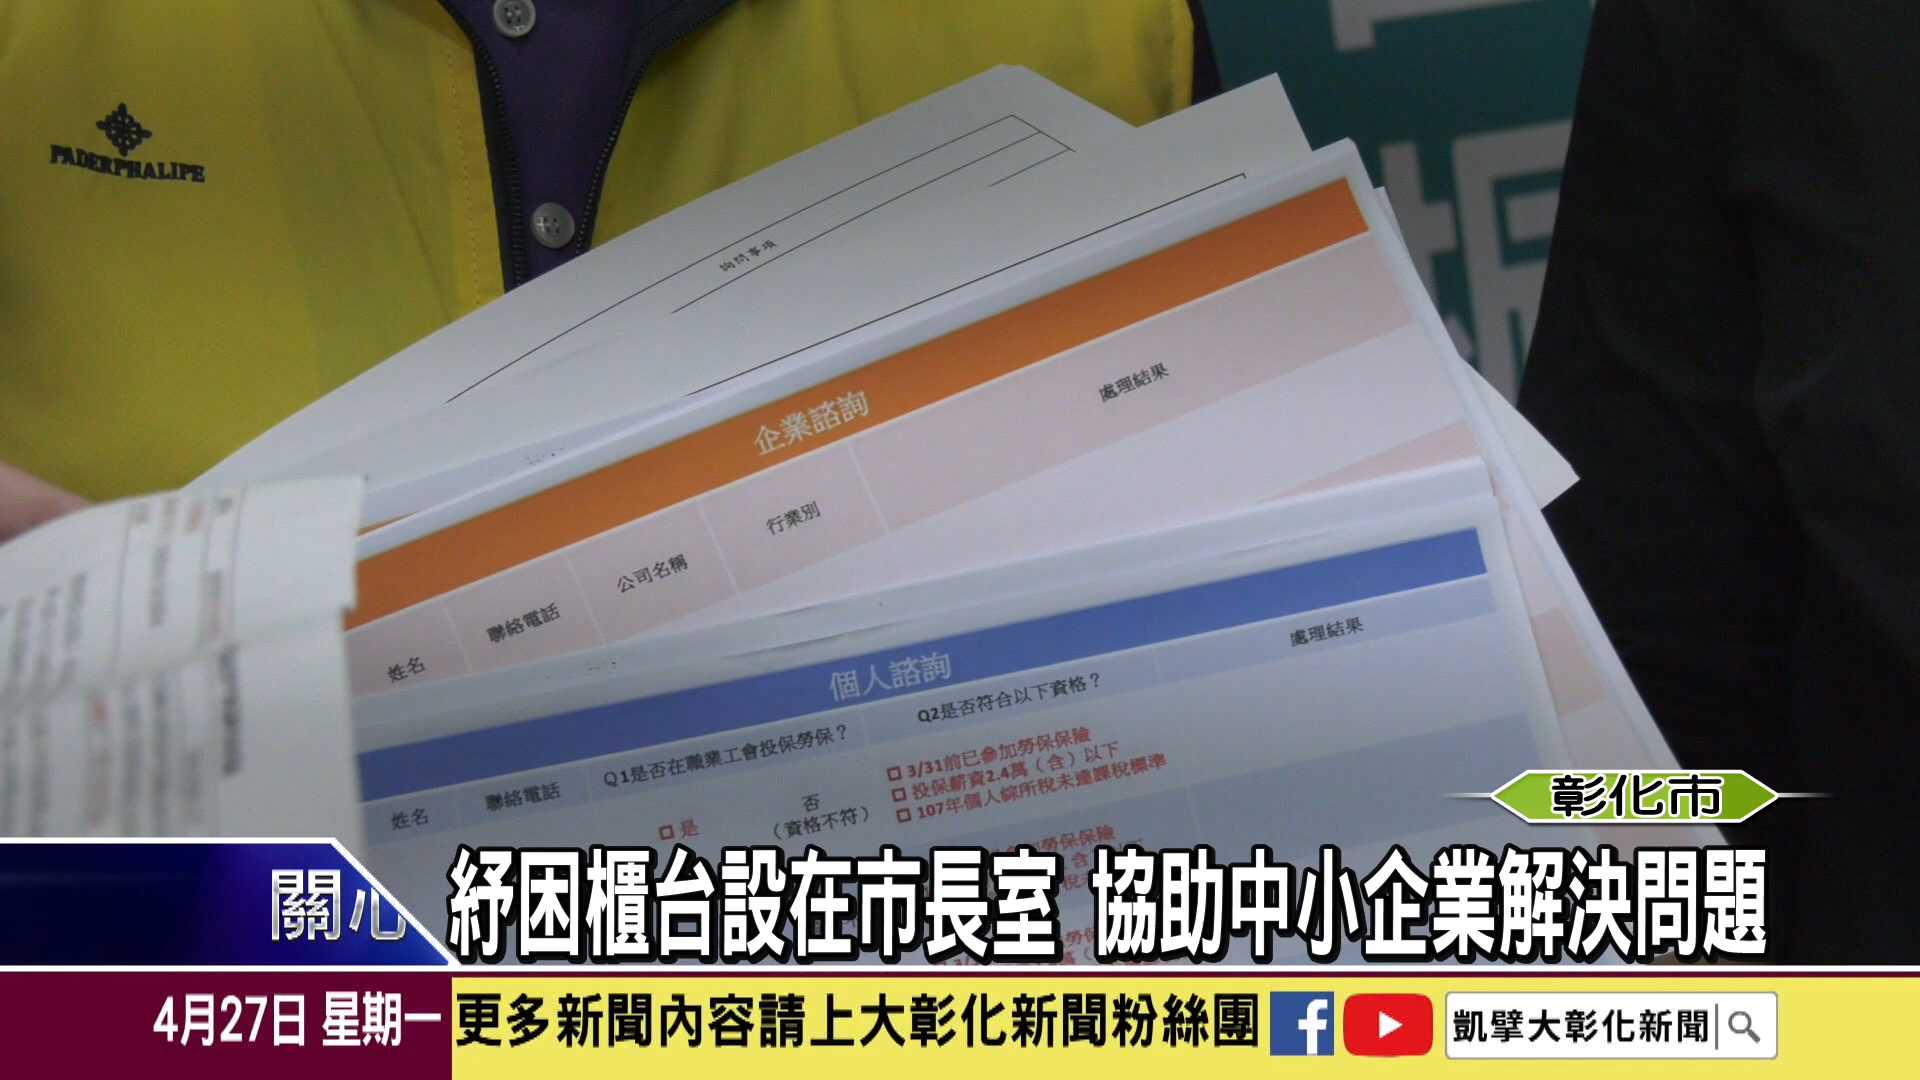 PADERPHALIPE
詢問事項
企業諮詢
姓名 聯絡電話 公司名稱 行業別 處理結果
個人諮詢
姓名 聯絡電話 Q1是否在職業工會投保勞保？ Q2是否符合以下資格？ 處理結果
□ 是 否（資格不符）
□ 3/31前已參加勞保保險
□ 投保薪資2.4萬（含）以下
□ 107年個人綜所稅未達課稅標準
彰化市
關心
紓困櫃台設在市長室 協助中小企業解決問題
4月27日 星期一
更多新聞內容請上大彰化新聞粉絲團
凱擘大彰化新聞